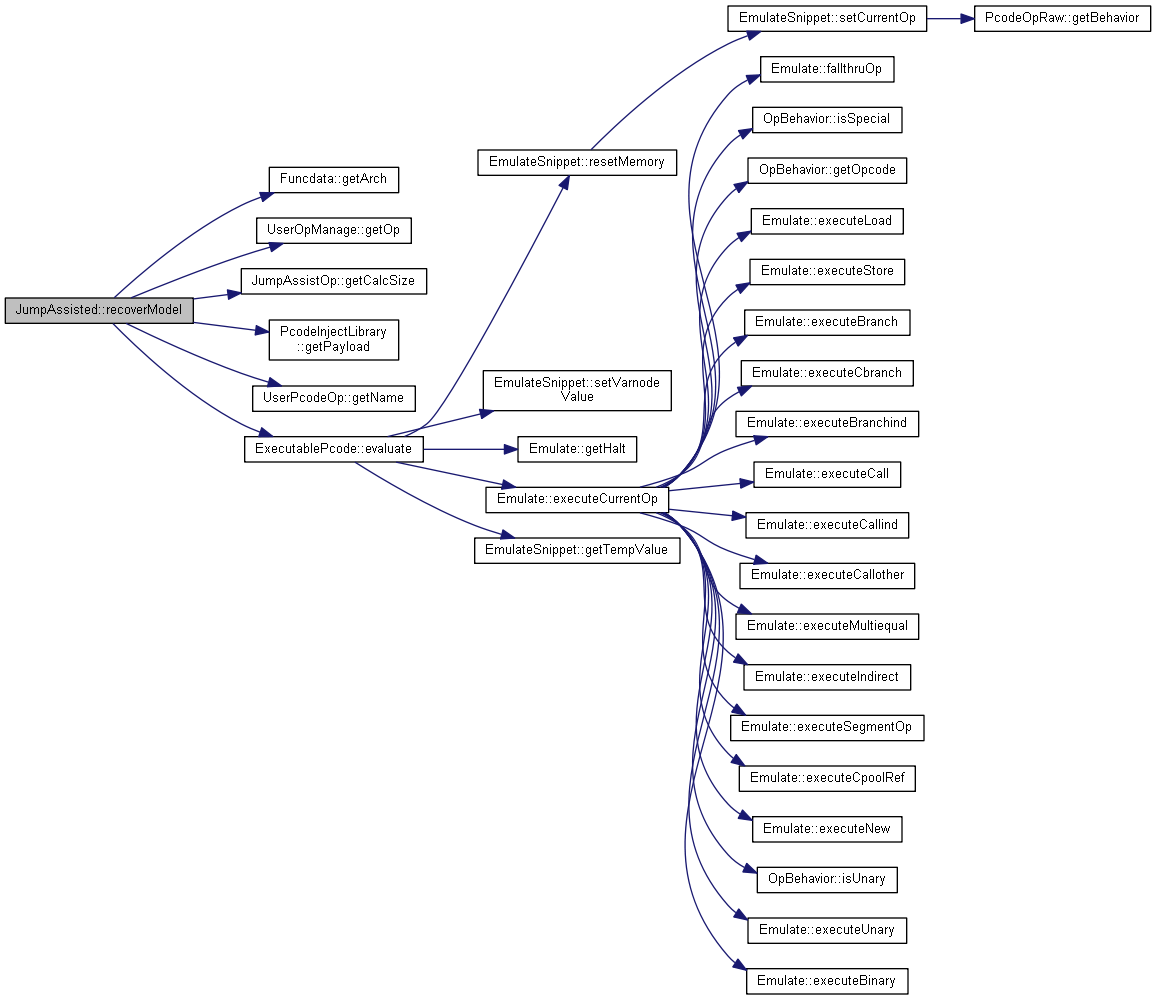 JumpAssisted::recoverModel
Funcdata::getArch
UserOpManage::getOp
JumpAssistOp::getCalcSize
PcodeInjectLibrary
::getPayload
UserPcodeOp::getName
ExecutablePcode::evaluate
EmulateSnippet::resetMemory
EmulateSnippet::setVarnode
Value
Emulate::getHalt
Emulate::executeCurrentOp
EmulateSnippet::getTempValue
EmulateSnippet::setCurrentOp
PcodeOpRaw::getBehavior
Emulate::fallthruOp
OpBehavior::isSpecial
OpBehavior::getOpcode
Emulate::executeLoad
Emulate::executeStore
Emulate::executeBranch
Emulate::executeCbranch
Emulate::executeBranchind
Emulate::executeCall
Emulate::executeCallind
Emulate::executeCallother
Emulate::executeMultiequal
Emulate::executeIndirect
Emulate::executeSegmentOp
Emulate::executeCpoolRef
Emulate::executeNew
OpBehavior::isUnary
Emulate::executeUnary
Emulate::executeBinary